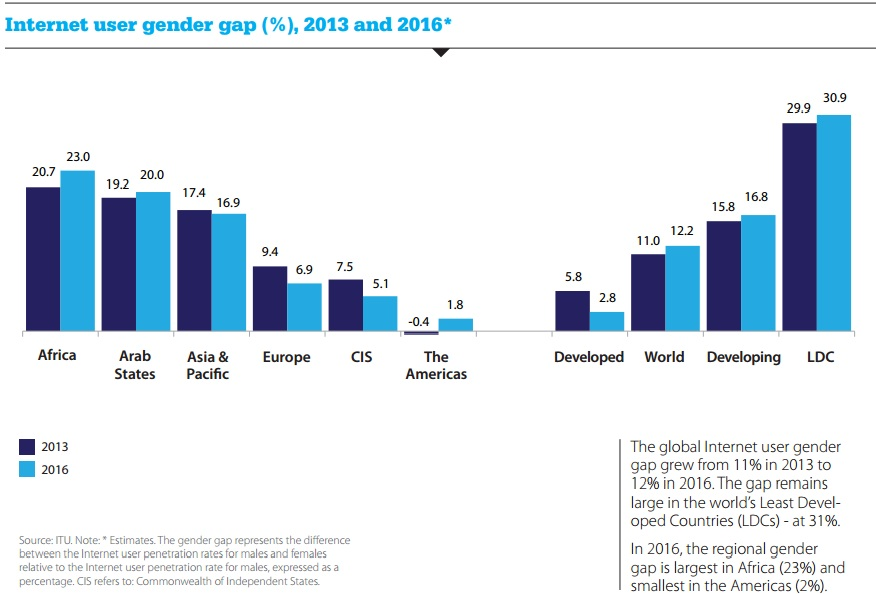 Internet user gender gap (%), 2013 and 2016*
20.7
23.0
19.2
20.0
17.4
16.9
9.4
6.9
7.5
5.1
-0.4
1.8
5.8
2.8
11.0
12.2
15.8
16.8
29.9
30.9
Africa
Arab
States
Asia &
Pacific
Europe
CIS
The
Americas
Developed
World
Developing
LDC
2013
2016
Source: ITU. Note: * Estimates. The gender gap represents the difference
between the Internet user penetration rates for males and females
relative to the Internet user penetration rate for males, expressed as a
percentage. CIS refers to: Commonwealth of Independent States.
The global Internet user gender
gap grew from 11% in 2013 to
12% in 2016. The gap remains
large in the world's Least Devel-
oped Countries (LDCs) - at 31%.
In 2016, the regional gender
gap is largest in Africa (23%) and
smallest in the Americas (2%).